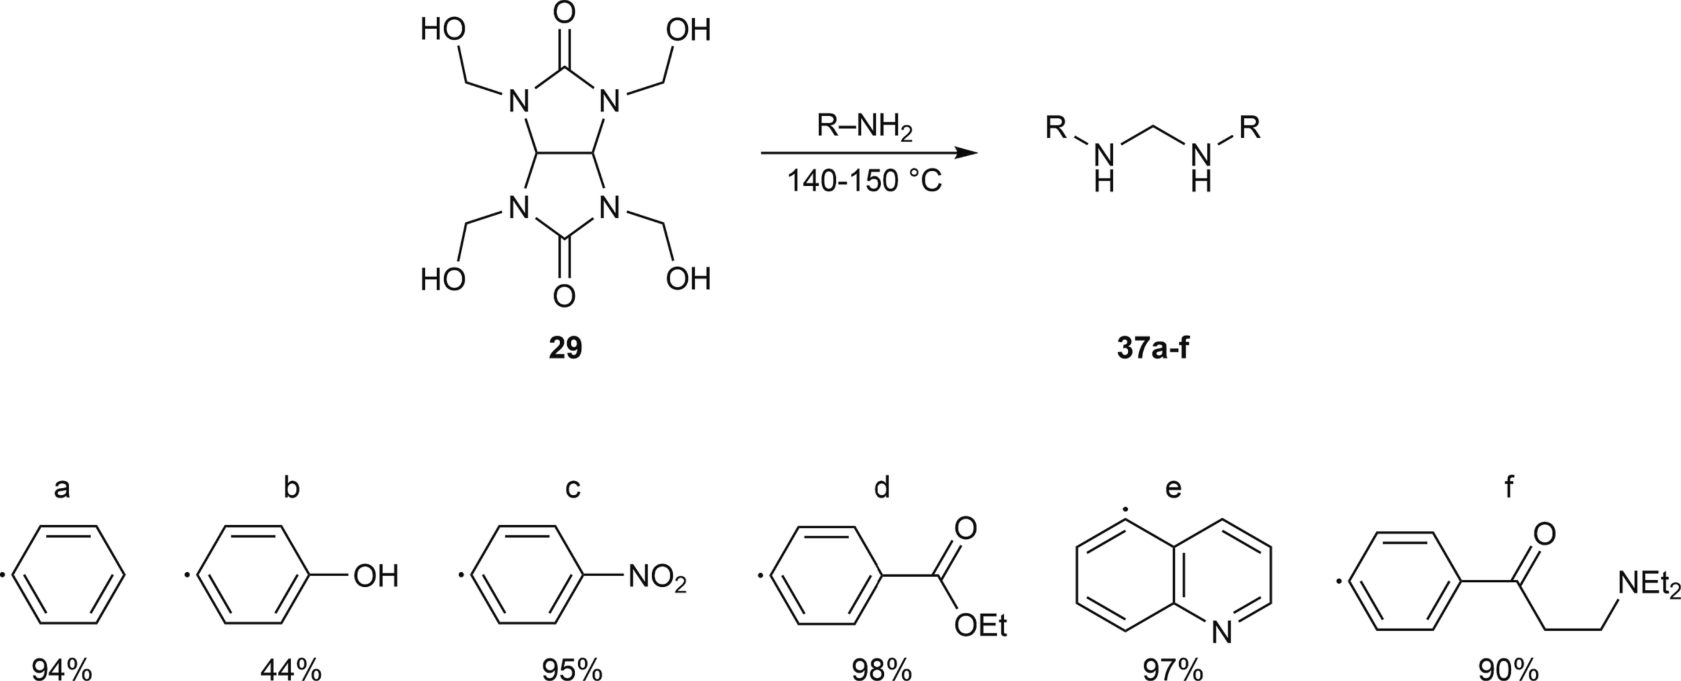 O
HO OH
N N
R–NH2
R R
N N
H H
140-150 °C
N N
HO OH
O
29 37a-f
a b c d e f
O O
OH NO2 NEt2
OEt N
94% 44% 95% 98% 97% 90%